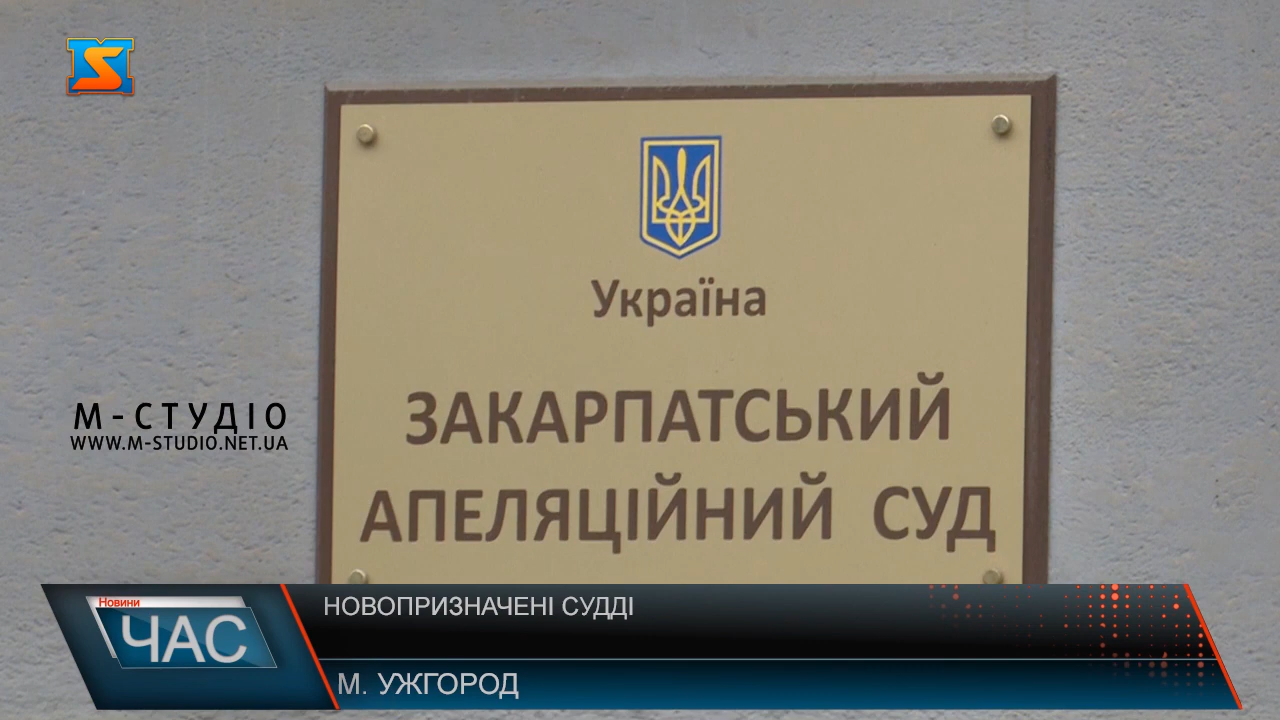 Україна
ЗАКАРПАТСЬКИЙ
АПЕЛЯЦІЙНИЙ СУД
М-СТУДІО
WWW.M-STUDIO.NET.UA
Новини
ЧАС
НОВОПРИЗНАЧЕНІ СУДДІ
М. УЖГОРОД